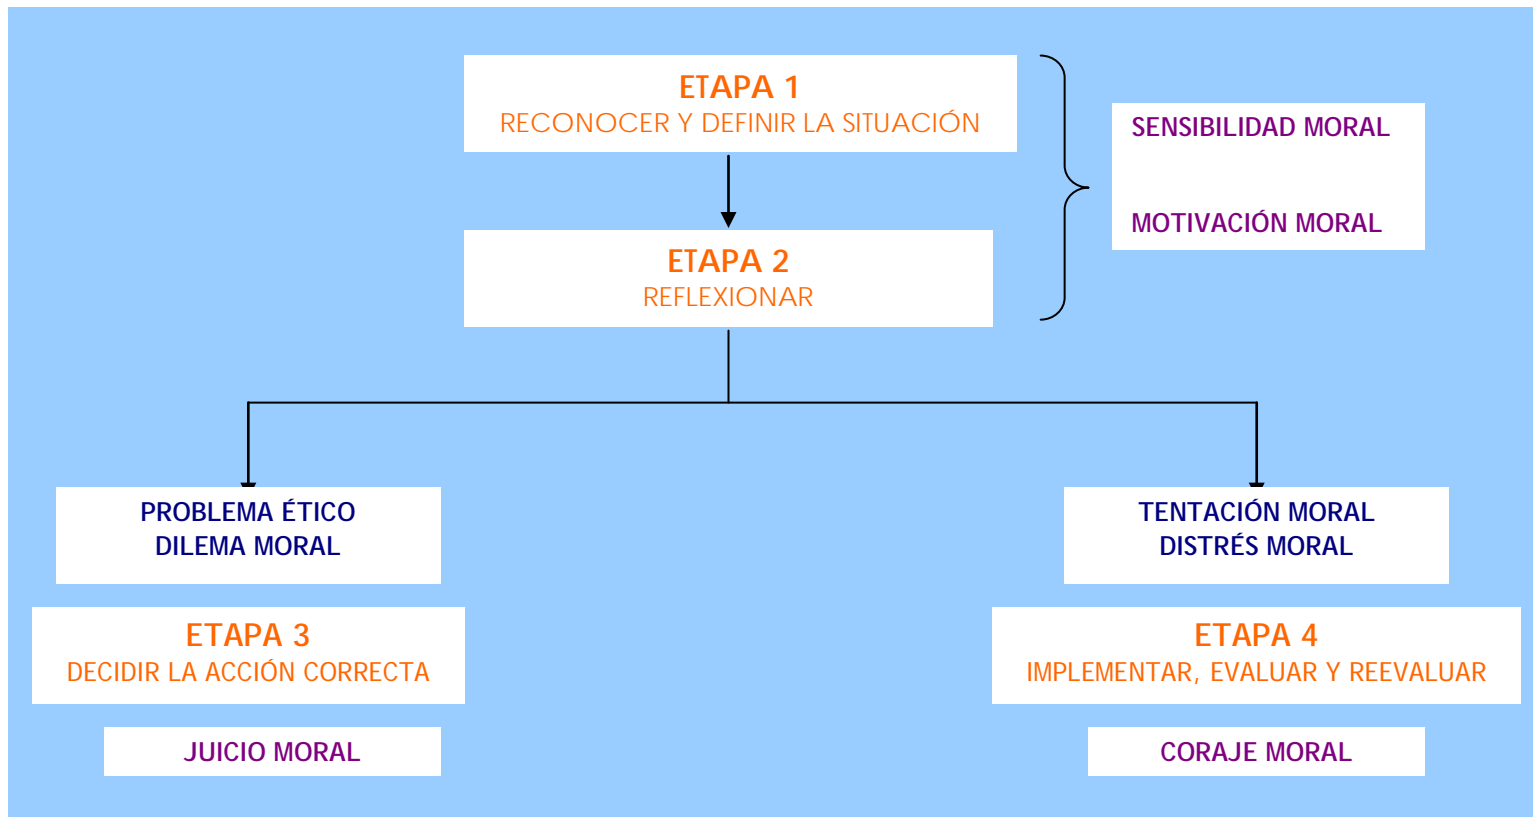 ETAPA 1
RECONOCER Y DEFINIR LA SITUACIÓN
SENSIBILIDAD MORAL
MOTIVACIÓN MORAL
ETAPA 2
REFLEXIONAR
PROBLEMA ÉTICO
DILEMA MORAL
TENTACIÓN MORAL
DISTRÉS MORAL
ETAPA 3
DECIDIR LA ACCIÓN CORRECTA
ETAPA 4
IMPLEMENTAR, EVALUAR Y REEVALUAR
JUICIO MORAL
CORAJE MORAL